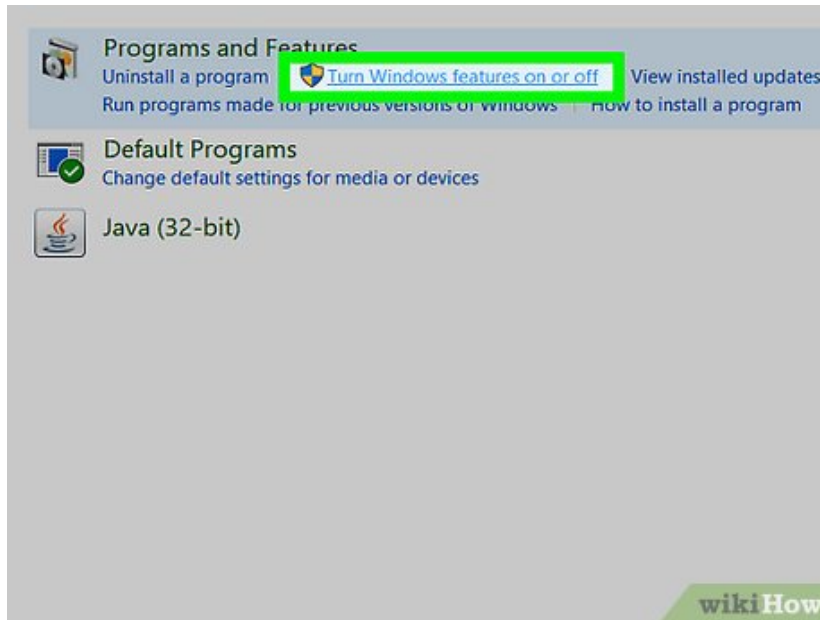 Programs and Features
Uninstall a program Turn Windows features on or off View installed updates
Run programs made for previous versions of Windows How to install a program
Default Programs
Change default settings for media or devices
Java (32-bit)
wikiHow